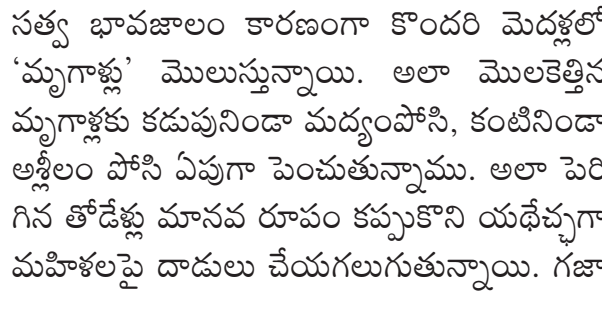 సత్వ భావజాలం కారణంగా కొందరి మెదళ్లలో
‘మృగాళ్లు’ మొలుస్తున్నాయి. అలా మొలకెత్తిన
మృగాళ్లకు కడుపునిండా మద్యంపోసి, కంటినిండా
అశ్లీలం పోసి ఏపుగా పెంచుతున్నాము. అలా పెరి
గిన తోడేళ్లు మానవ రూపం కప్పుకొని యథేచ్ఛగా
మహిళలపై దాడులు చేయగలుగుతున్నాయి. గజా